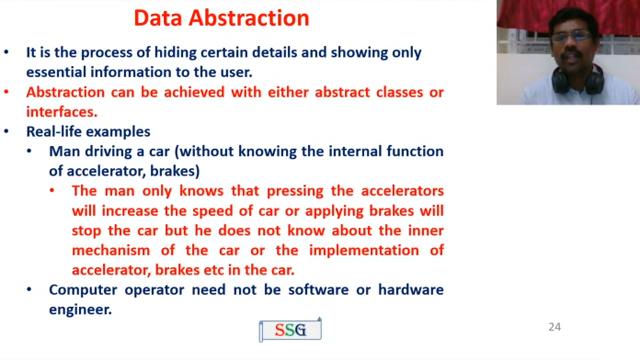 Data Abstraction
• It is the process of hiding certain details and showing only
essential information to the user.
• Abstraction can be achieved with either abstract classes or
interfaces.
• Real-life examples
• Man driving a car (without knowing the internal function
of accelerator, brakes)
• The man only knows that pressing the accelerators
will increase the speed of car or applying brakes will
stop the car but he does not know about the inner
mechanism of the car or the implementation of
accelerator, brakes etc in the car.
• Computer operator need not be software or hardware
engineer.
SSG
24